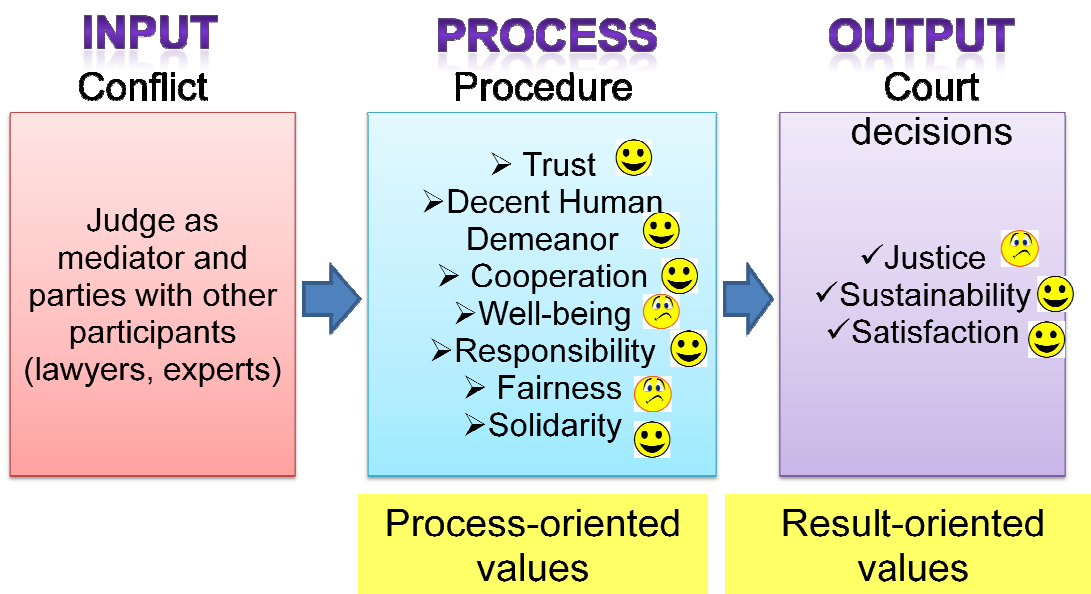 INPUT
Conflict
Judge as
mediator and
parties with other
participants
(lawyers, experts)
PROCESS
Procedure
➢ Trust
➢Decent Human
Demeanor
➢ Cooperation
➢Well-being
➢Responsibility
➢ Fairness
➢Solidarity
Process-oriented
values
OUTPUT
Court
decisions
✓Justice
✓Sustainability
✓Satisfaction
Result-oriented
values